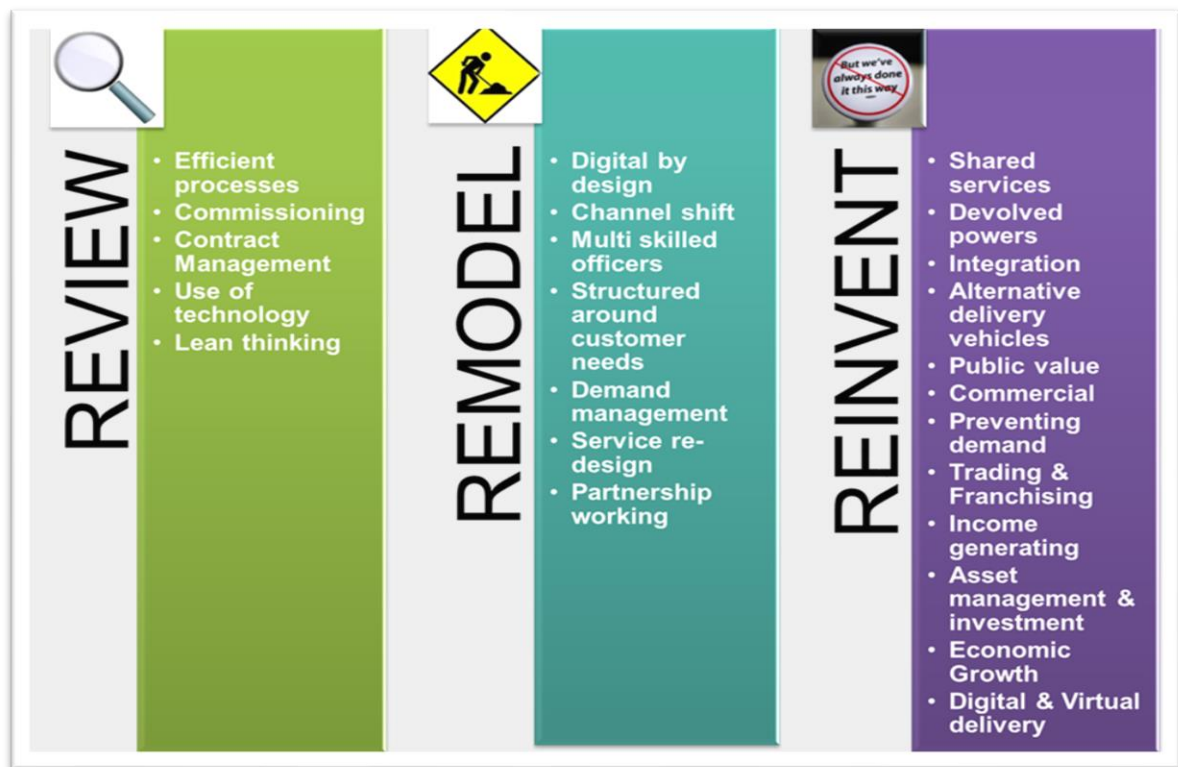 REVIEW
• Efficient
processes
• Commissioning
• Contract
Management
• Use of
technology
• Lean thinking
REMODEL
• Digital by
design
• Channel shift
• Multi skilled
officers
• Structured
around
customer
needs
• Demand
management
• Service re-
design
• Partnership
working
But we've
always done
it this way
REINVENT
• Shared
services
• Devolved
powers
• Integration
• Alternative
delivery
vehicles
• Public value
• Commercial
• Preventing
demand
• Trading &
Franchising
• Income
generating
• Asset
management &
investment
• Economic
Growth
• Digital & Virtual
delivery